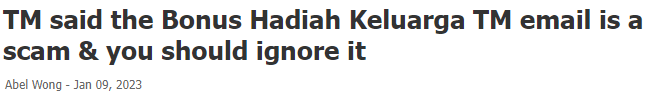 TM said the Bonus Hadiah Keluarga TM email is a
scam & you should ignore it
Abel Wong - Jan 09, 2023